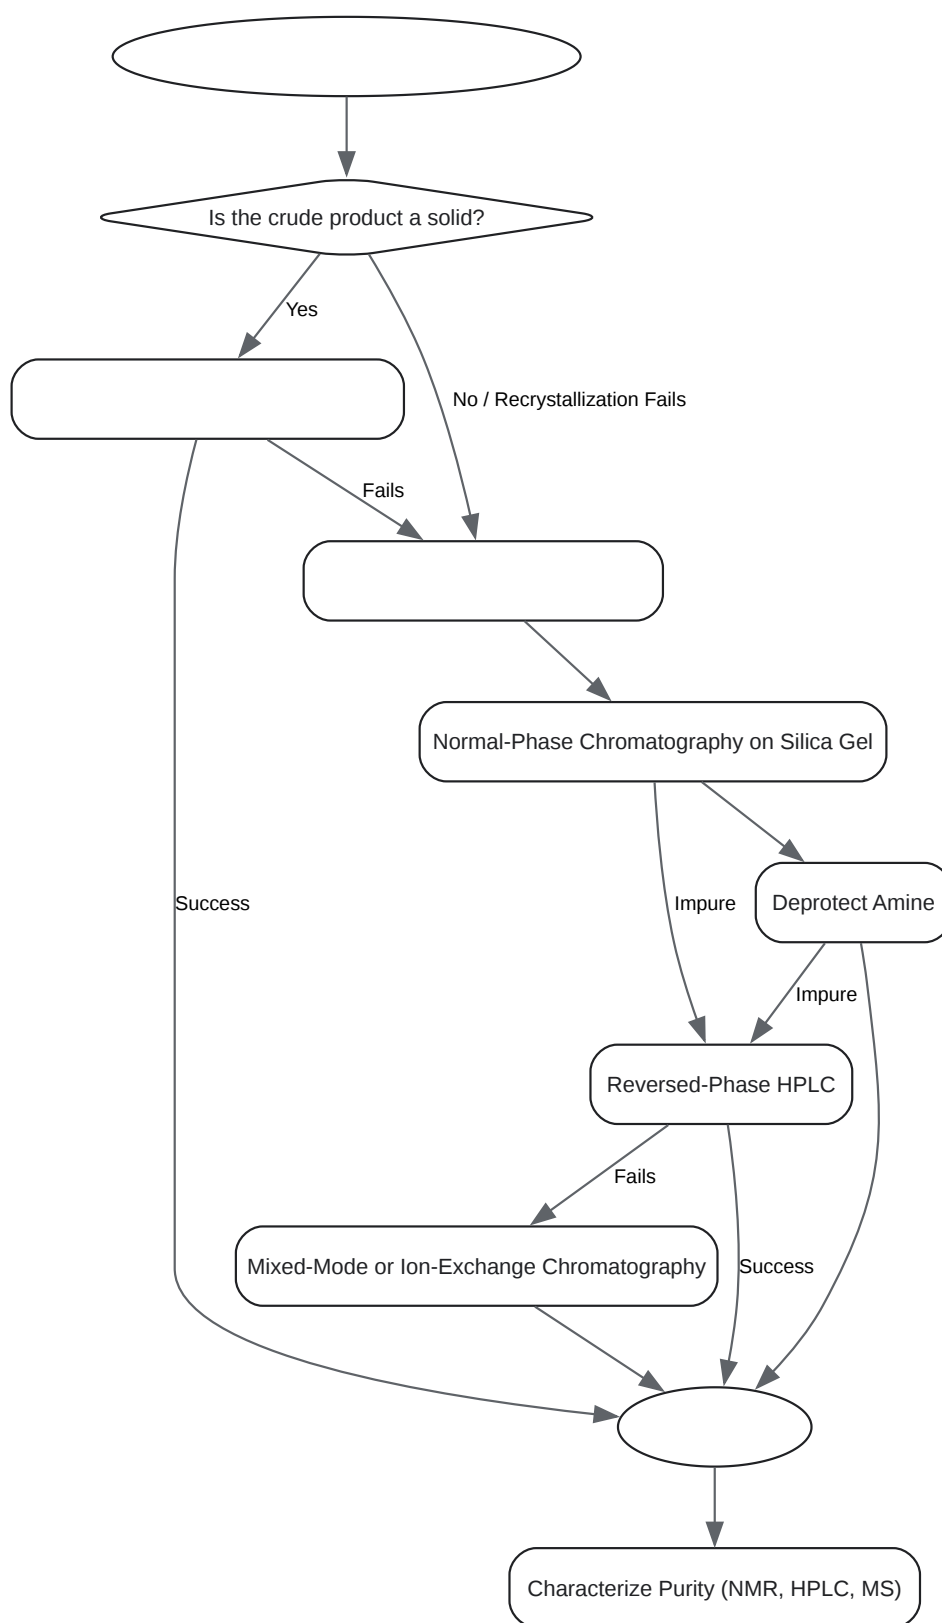 Is the crude product a solid?
Yes
No / Recrystallization Fails
Fails
Normal-Phase Chromatography on Silica Gel
Success
Impure
Deprotect Amine
Impure
Reversed-Phase HPLC
Fails
Mixed-Mode or Ion-Exchange Chromatography
Success
Characterize Purity (NMR, HPLC, MS)